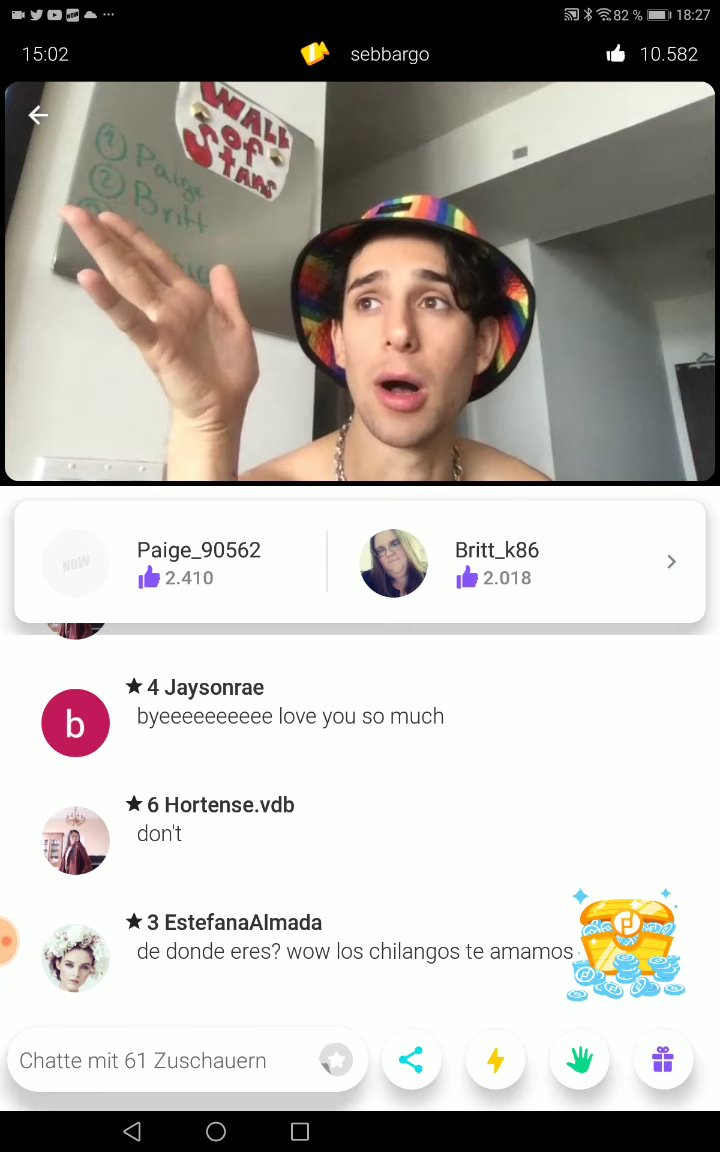 82 % 18:27
15:02 sebbargo 10.582
WALL
of
Stars
1 Paige
2 Britt
Paige_90562
2.410
Britt_k86
2.018
NOW
b
★ 4 Jaysonrae
byeeeeeeeeee love you so much
★ 6 Hortense.vdb
don't
★ 3 EstefanaAlmada
de donde eres? wow los chilangos te amamos
Chatte mit 61 Zuschauern